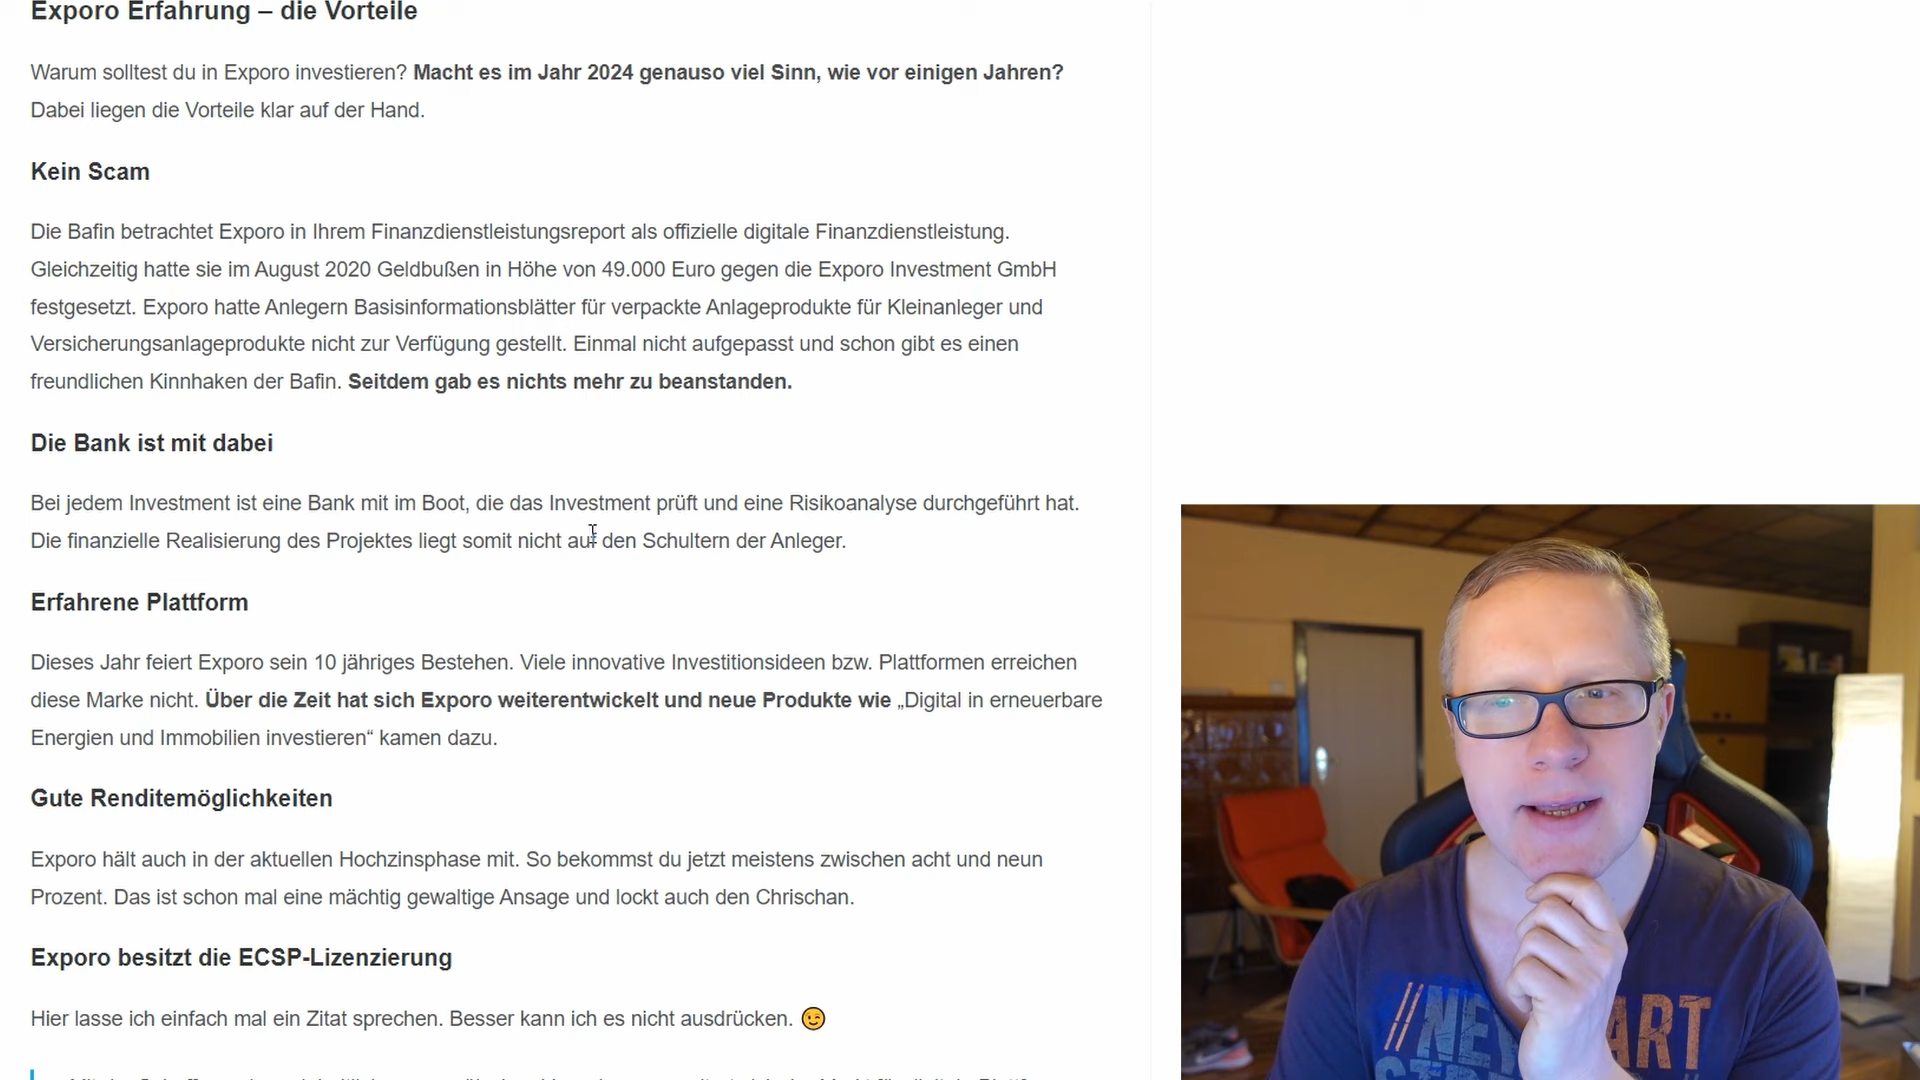 Exporo Erfahrung – die Vorteile
Warum solltest du in Exporo investieren? Macht es im Jahr 2024 genauso viel Sinn, wie vor einigen Jahren?
Dabei liegen die Vorteile klar auf der Hand.
Kein Scam
Die Bafin betrachtet Exporo in Ihrem Finanzdienstleistungsreport als offizielle digitale Finanzdienstleistung.
Gleichzeitig hatte sie im August 2020 Geldbußen in Höhe von 49.000 Euro gegen die Exporo Investment GmbH
festgesetzt. Exporo hatte Anlegern Basisinformationsblätter für verpackte Anlageprodukte für Kleinanleger und
Versicherungsanlageprodukte nicht zur Verfügung gestellt. Einmal nicht aufgepasst und schon gibt es einen
freundlichen Kinnhaken der Bafin. Seitdem gab es nichts mehr zu beanstanden.
Die Bank ist mit dabei
Bei jedem Investment ist eine Bank mit im Boot, die das Investment prüft und eine Risikoanalyse durchgeführt hat.
Die finanzielle Realisierung des Projektes liegt somit nicht auf den Schultern der Anleger.
Erfahrene Plattform
Dieses Jahr feiert Exporo sein 10 jähriges Bestehen. Viele innovative Investitionsideen bzw. Plattformen erreichen
diese Marke nicht. Über die Zeit hat sich Exporo weiterentwickelt und neue Produkte wie „Digital in erneuerbare
Energien und Immobilien investieren“ kamen dazu.
Gute Renditemöglichkeiten
Exporo hält auch in der aktuellen Hochzinsphase mit. So bekommst du jetzt meistens zwischen acht und neun
Prozent. Das ist schon mal eine mächtig gewaltige Ansage und lockt auch den Chrischan.
Exporo besitzt die ECSP-Lizenzierung
Hier lasse ich einfach mal ein Zitat sprechen. Besser kann ich es nicht ausdrücken. 😉